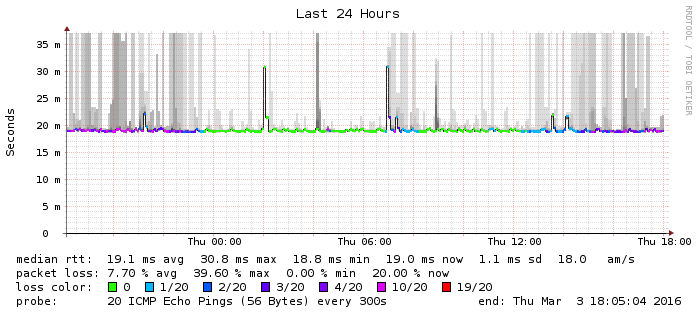 Last 24 Hours
RRDTOOL / TOBI OETIKER
Seconds
35 m
30 m
25 m
20 m
15 m
10 m
5 m
0
Thu 00:00 Thu 06:00 Thu 12:00 Thu 18:00
median rtt: 19.1 ms avg 30.8 ms max 18.8 ms min 19.0 ms now 1.1 ms sd 18.0 am/s
packet loss: 7.70 % avg 39.60 % max 0.00 % min 20.00 % now
loss color: 0 1/20 2/20 3/20 4/20 10/20 19/20
probe: 20 ICMP Echo Pings (56 Bytes) every 300s end: Thu Mar 3 18:05:04 2016